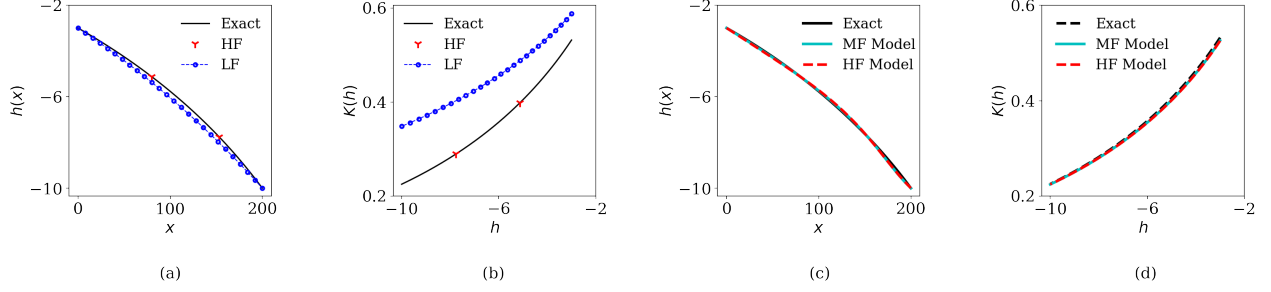 −2
−6
−10
0
100
200
h(x)
x
Exact
HF
LF
(a)
0.6
0.4
0.2
−10
−6
−2
K(h)
h
Exact
HF
LF
(b)
−2
−6
−10
0
100
200
h(x)
x
Exact
MF Model
HF Model
(c)
0.6
0.4
0.2
−10
−6
−2
K(h)
h
Exact
MF Model
HF Model
(d)